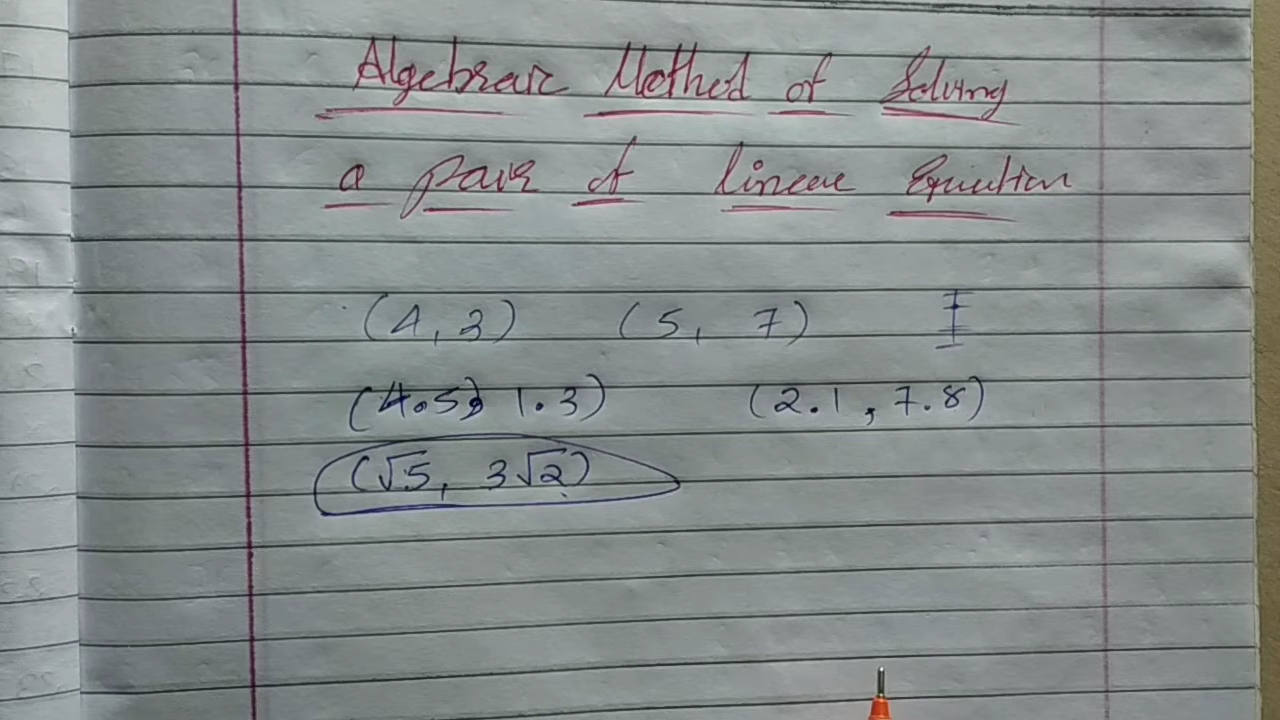 Algebraic Method of Solving
a pair of linear Equation
(4, 3) (5, 7) I
(4.5, 1.3) (2.1, 7.8)
(√5, 3√2)